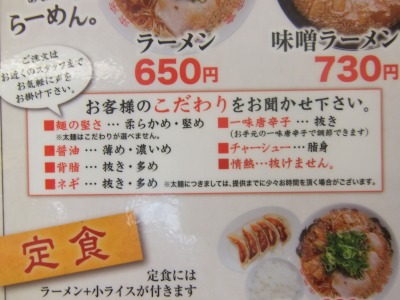 らーめん。
ラーメン
650円
味噌ラーメン
730円
ご注文は
お近くのスタッフまで
お気軽に声を
お掛け下さい。
お客様のこだわりをお聞かせ下さい。
■麺の堅さ…柔らかめ・堅め
※太麺はこだわりが選べません。
■醤油…薄め・濃いめ
■背脂…抜き・多め
■ネギ…抜き・多め
■一味唐辛子…抜き
(お手元の一味唐辛子で調節できます)
■チャーシュー…脂身
■情熱…抜けません。
※太麺につきましては、提供までに少々お時間を頂く場合がございます。
定食
定食には
ラーメン+小ライスが付きます